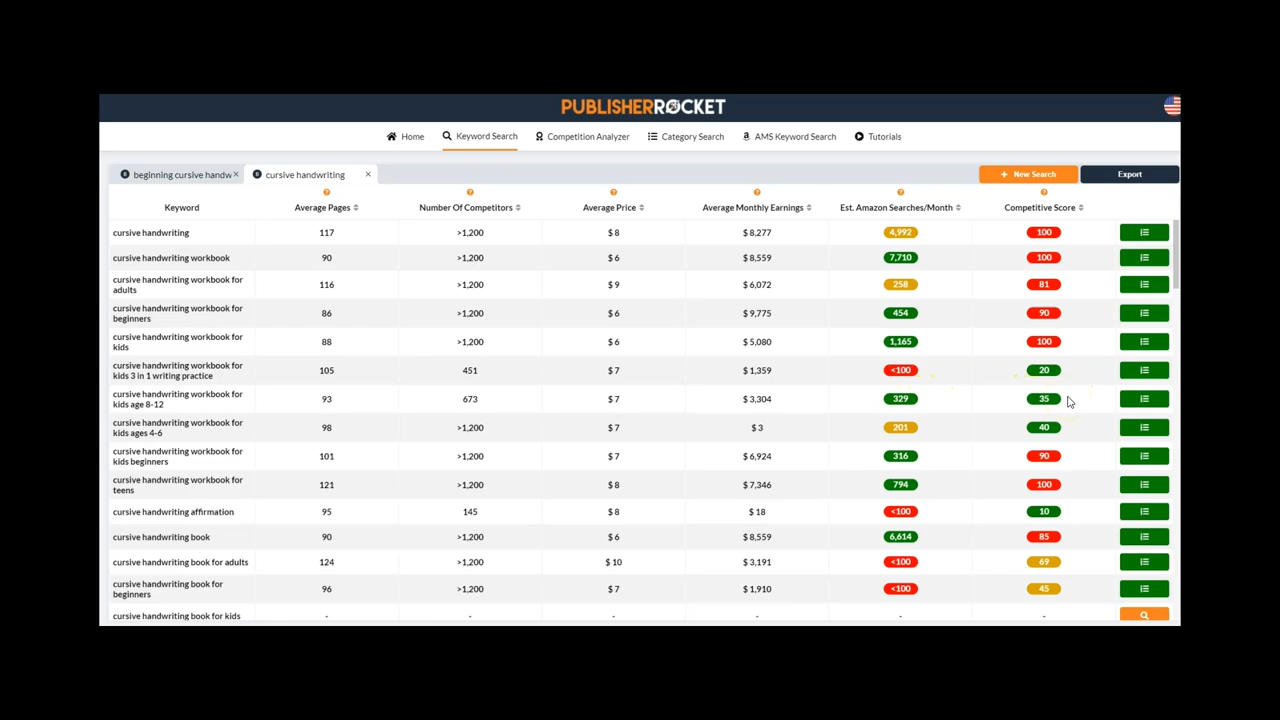 PUBLISHER ROCKET
Home Keyword Search Competition Analyzer Category Search AMS Keyword Search Tutorials
beginning cursive handw × cursive handwriting × + New Search Export
Keyword Average Pages Number Of Competitors Average Price Average Monthly Earnings Est. Amazon Searches/Month Competitive Score
cursive handwriting 117 >1,200 $ 8 $ 8,277 4,992 100
cursive handwriting workbook 90 >1,200 $ 6 $ 8,559 7,710 100
cursive handwriting workbook for
adults 116 >1,200 $ 9 $ 6,072 258 81
cursive handwriting workbook for
beginners 86 >1,200 $ 6 $ 9,775 454 90
cursive handwriting workbook for
kids 88 >1,200 $ 6 $ 5,080 1,165 100
cursive handwriting workbook for
kids 3 in 1 writing practice 105 451 $ 7 $ 1,359 <100 20
cursive handwriting workbook for
kids age 8-12 93 673 $ 7 $ 3,304 329 35
cursive handwriting workbook for
kids ages 4-6 98 >1,200 $ 7 $ 3 201 40
cursive handwriting workbook for
kids beginners 101 >1,200 $ 7 $ 6,924 316 90
cursive handwriting workbook for
teens 121 >1,200 $ 8 $ 7,346 794 100
cursive handwriting affirmation 95 145 $ 8 $ 18 <100 10
cursive handwriting book 90 >1,200 $ 6 $ 8,559 6,614 85
cursive handwriting book for adults 124 >1,200 $ 10 $ 3,191 <100 69
cursive handwriting book for
beginners 96 >1,200 $ 7 $ 1,910 <100 45
cursive handwriting book for kids - - - - - -